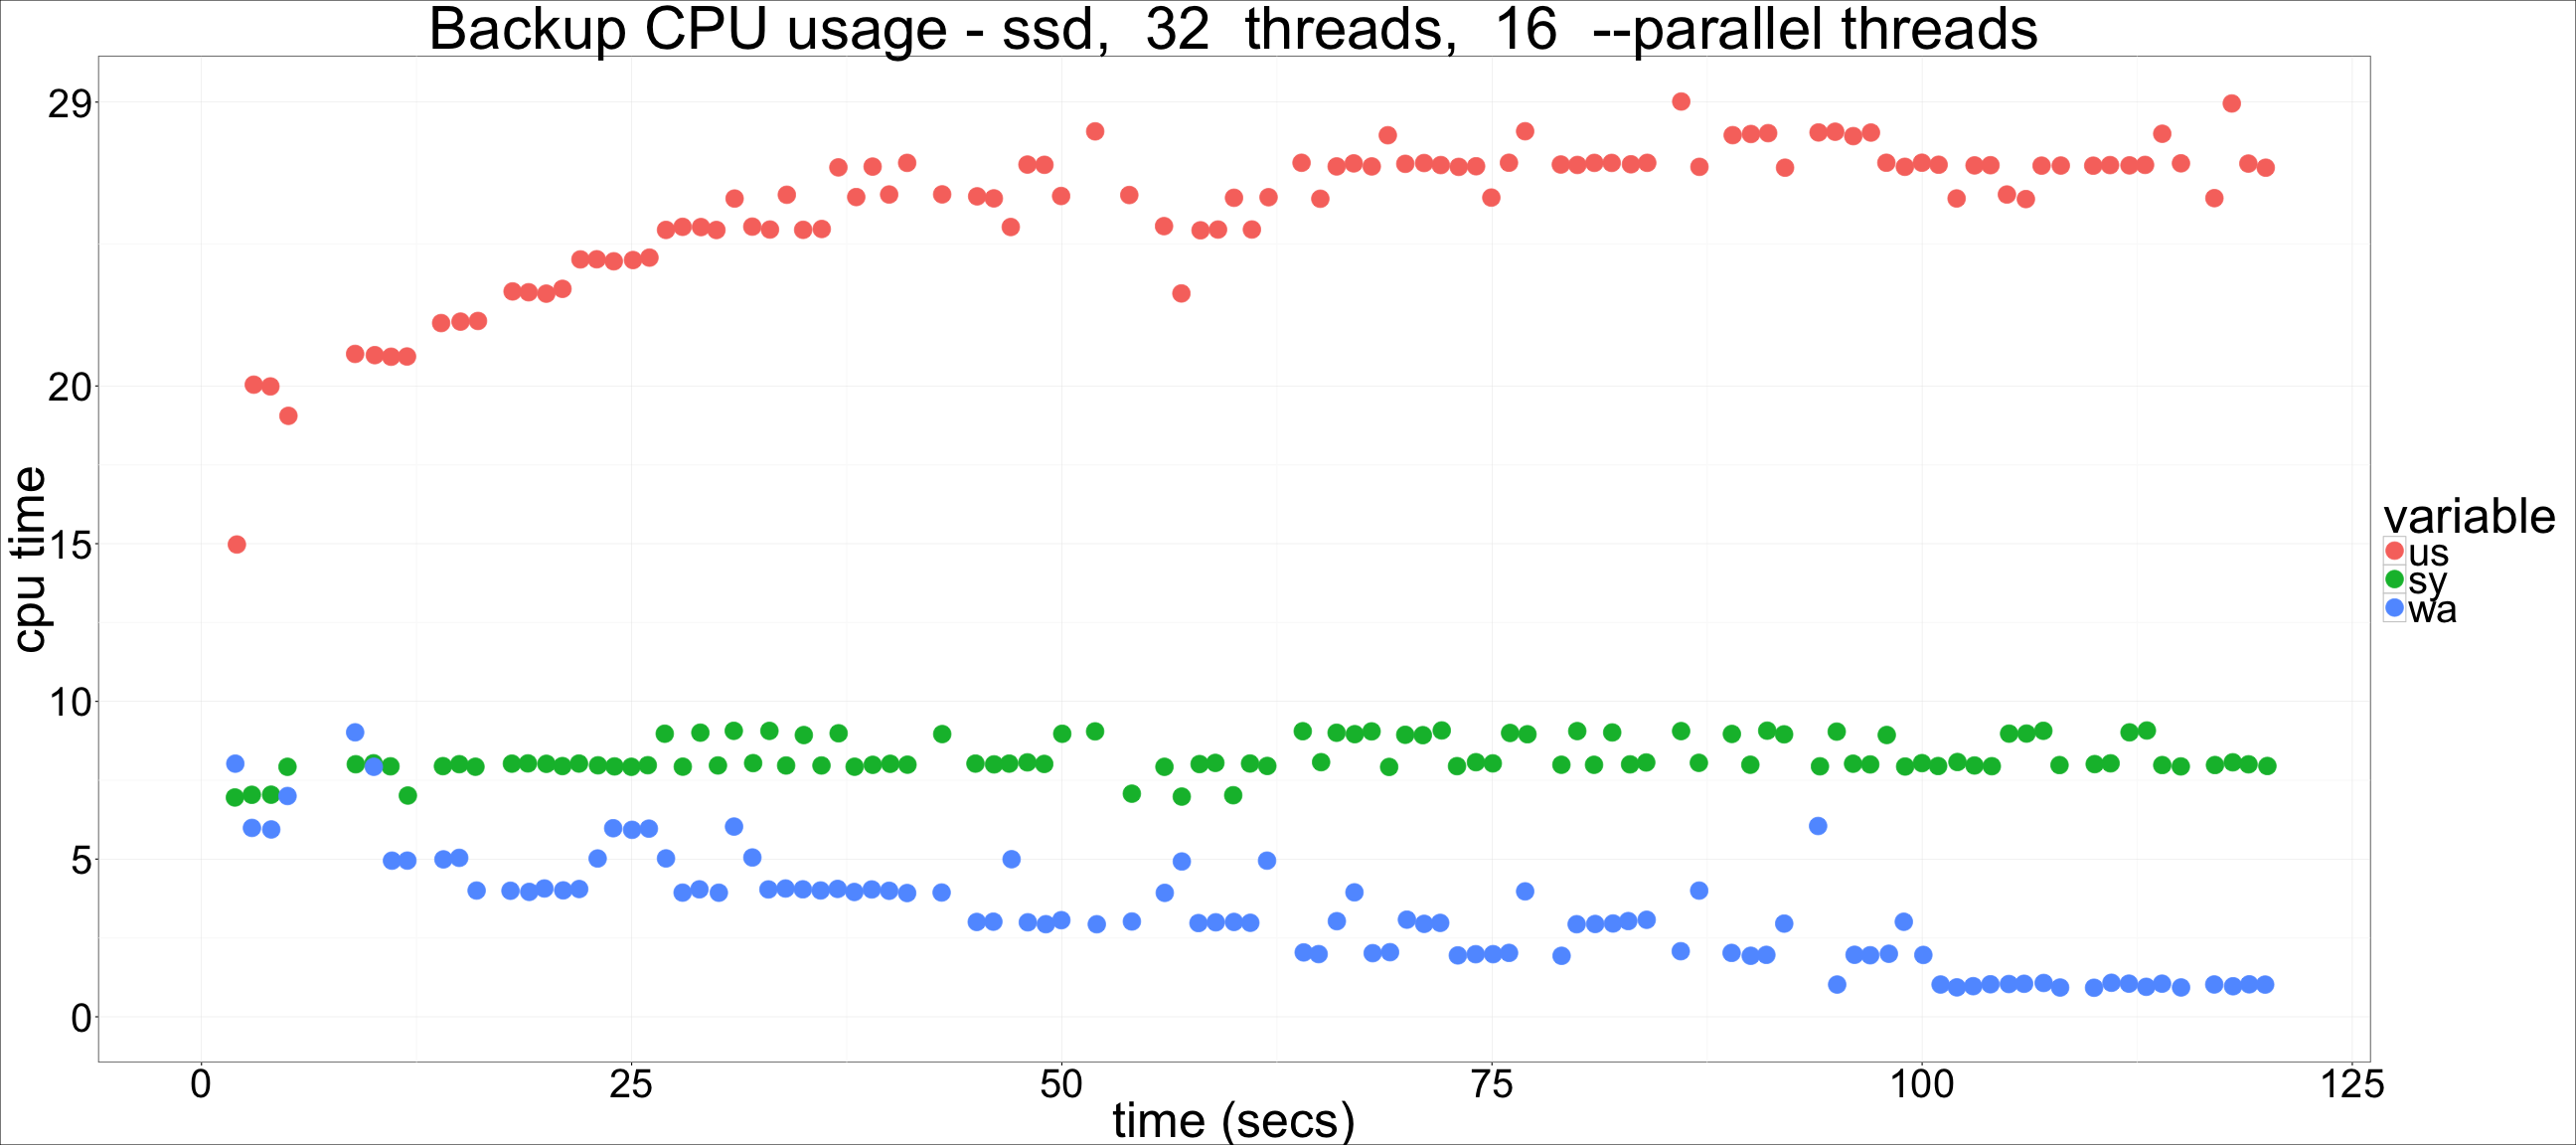 Backup CPU usage - ssd,  32  threads,  16  --parallel threads
29
20
15
10
5
0
cpu time
0 25 50 75 100 125
time (secs)
variable
us
sy
wa